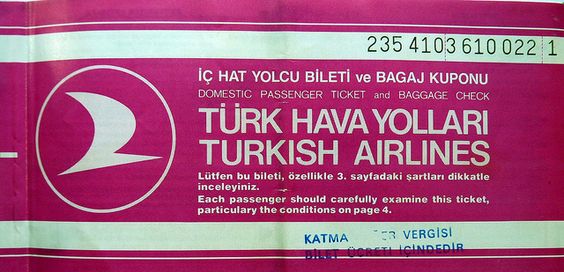 235 4103 610 022 1
İÇ HAT YOLCU BİLETİ ve BAGAJ KUPONU
DOMESTIC PASSENGER TICKET and BAGGAGE CHECK
TÜRK HAVA YOLLARI
TURKISH AIRLINES
Lütfen bu bileti, özellikle 3. sayfadaki şartları dikkatle
inceleyiniz.
Each passenger should carefully examine this ticket,
particulary the conditions on page 4.
KATMA VERGİSİ
BİLET ÜCRETİ İÇİNDEDİR